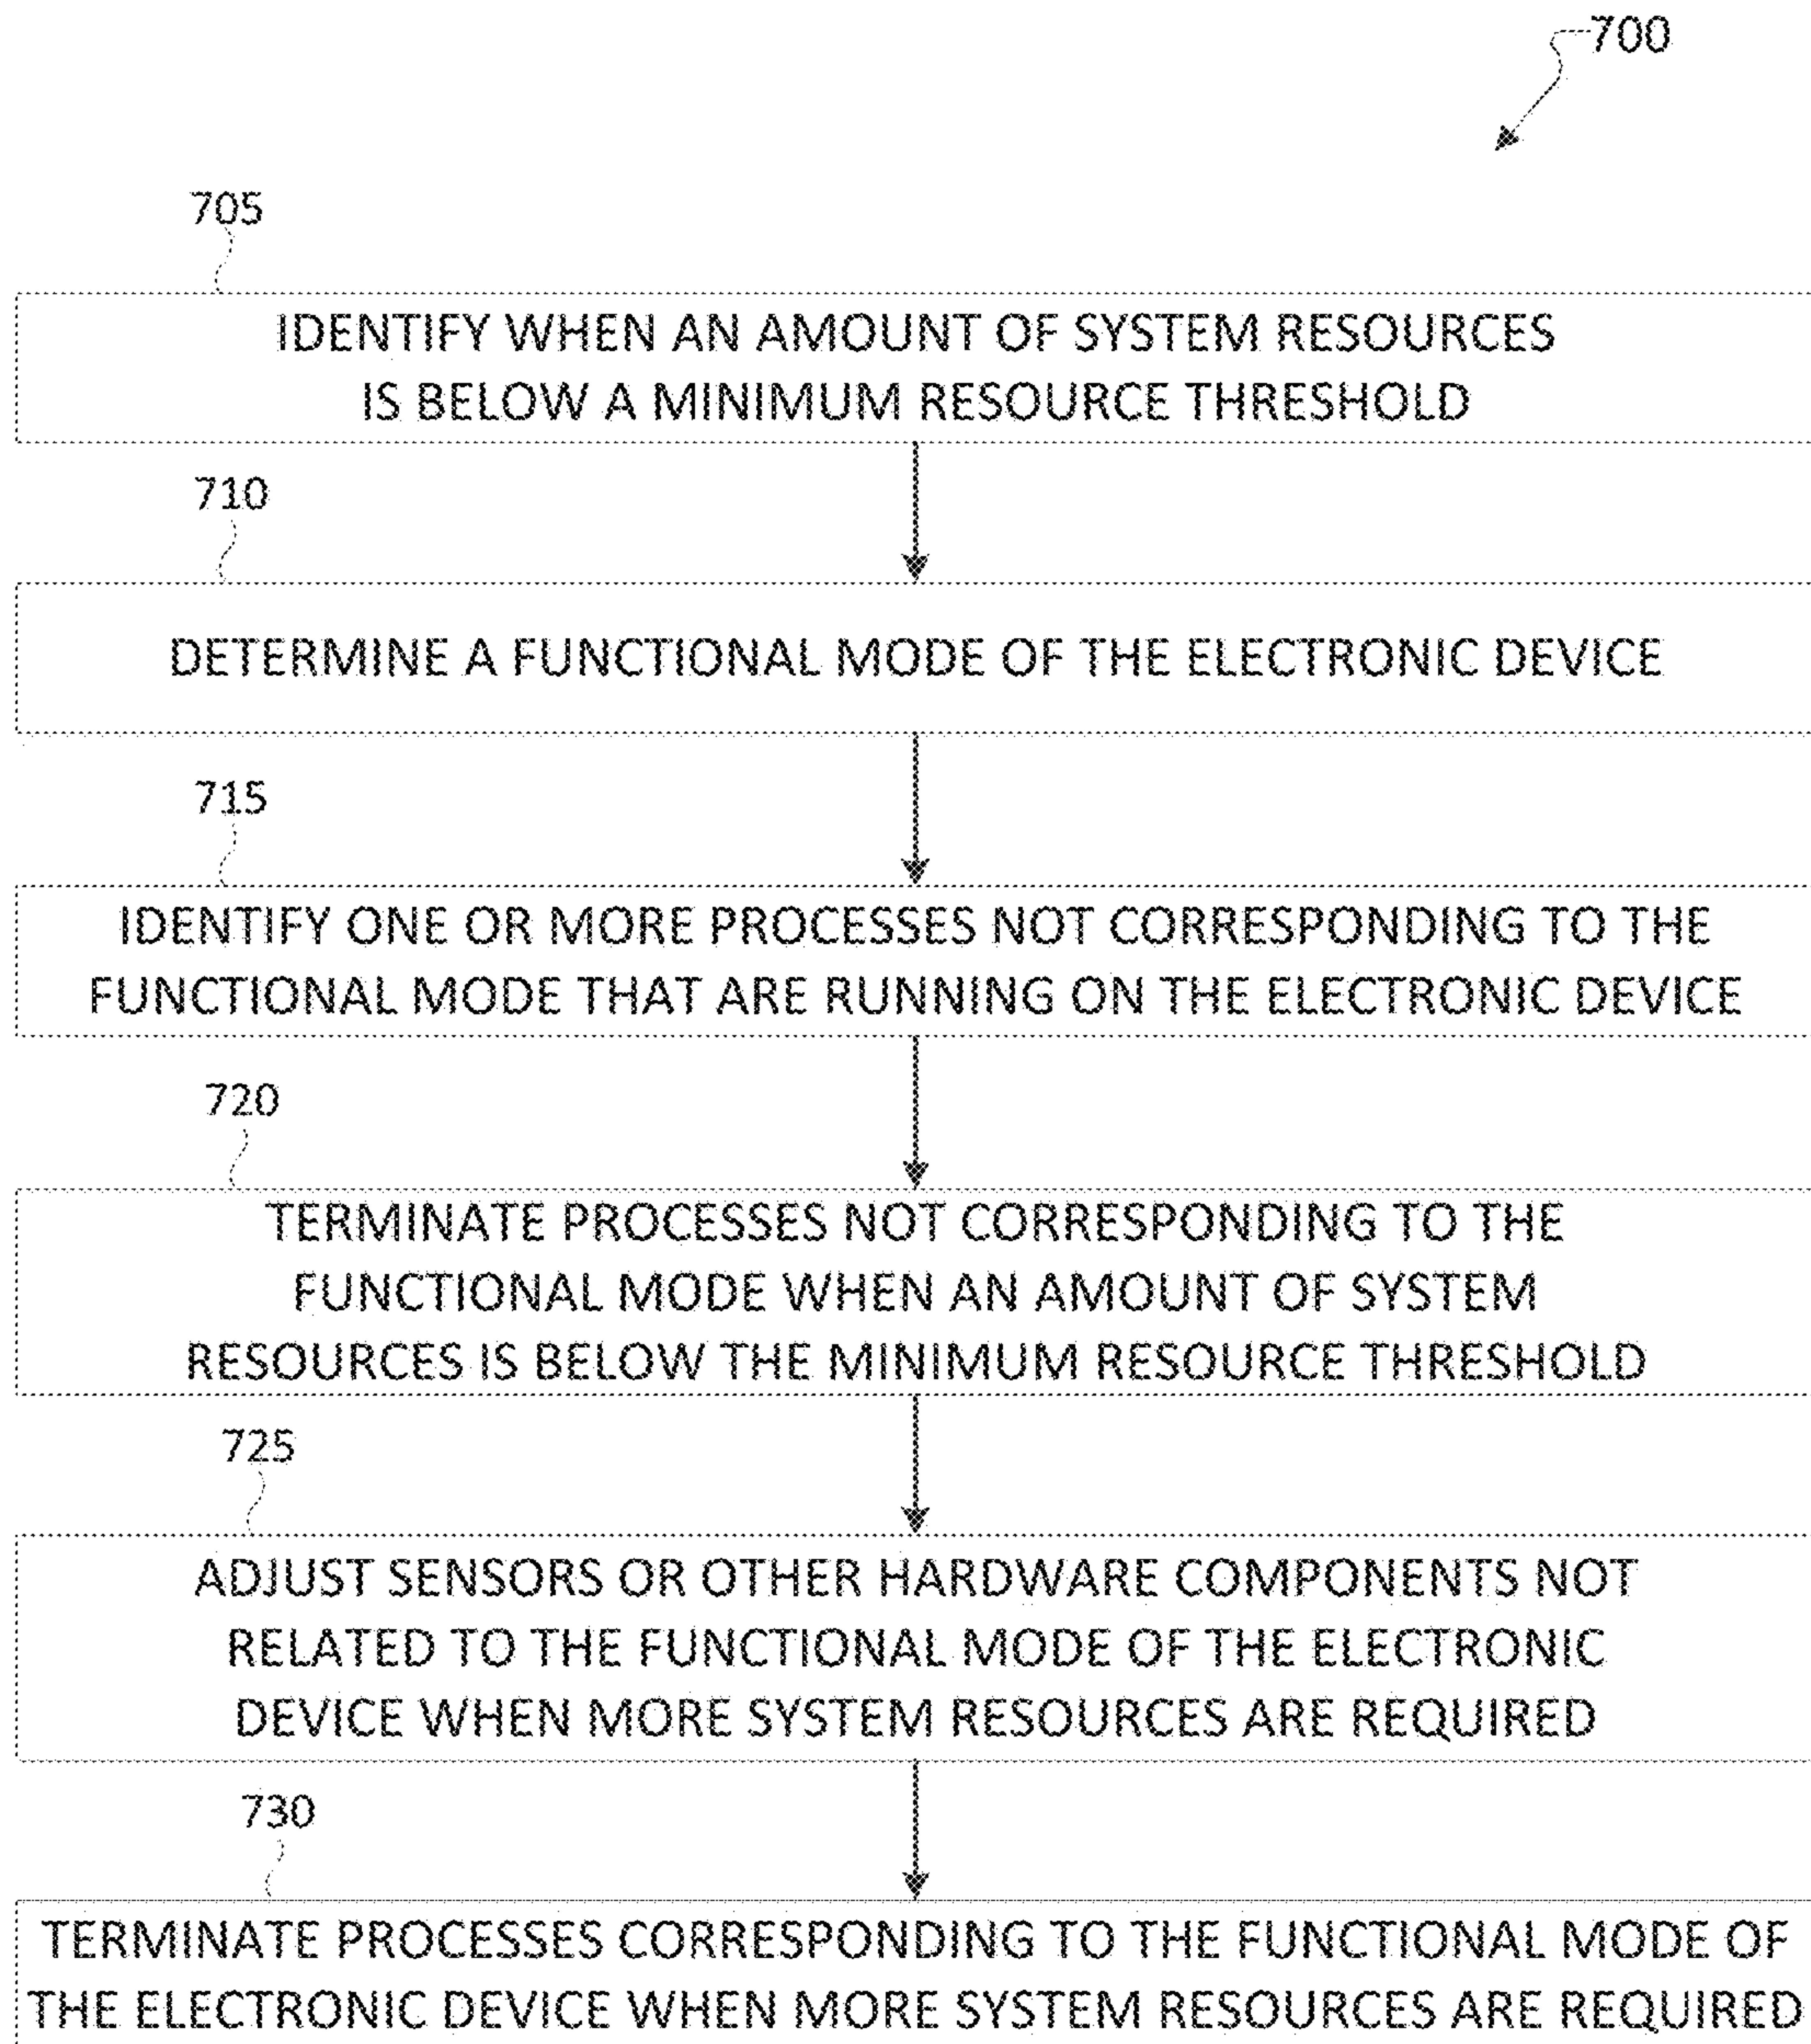 700
705
IDENTIFY WHEN AN AMOUNT OF SYSTEM RESOURCES
IS BELOW A MINIMUM RESOURCE THRESHOLD
710
DETERMINE A FUNCTIONAL MODE OF THE ELECTRONIC DEVICE
715
IDENTIFY ONE OR MORE PROCESSES NOT CORRESPONDING TO THE
FUNCTIONAL MODE THAT ARE RUNNING ON THE ELECTRONIC DEVICE
720
TERMINATE PROCESSES NOT CORRESPONDING TO THE
FUNCTIONAL MODE WHEN AN AMOUNT OF SYSTEM
RESOURCES IS BELOW THE MINIMUM RESOURCE THRESHOLD
725
ADJUST SENSORS OR OTHER HARDWARE COMPONENTS NOT
RELATED TO THE FUNCTIONAL MODE OF THE ELECTRONIC
DEVICE WHEN MORE SYSTEM RESOURCES ARE REQUIRED
730
TERMINATE PROCESSES CORRESPONDING TO THE FUNCTIONAL MODE OF
THE ELECTRONIC DEVICE WHEN MORE SYSTEM RESOURCES ARE REQUIRED